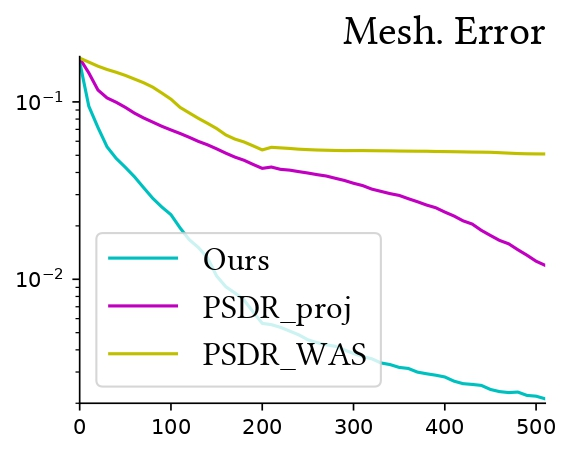 Mesh. Error
10⁻¹
10⁻²
Ours
PSDR_proj
PSDR_WAS
0 100 200 300 400 500